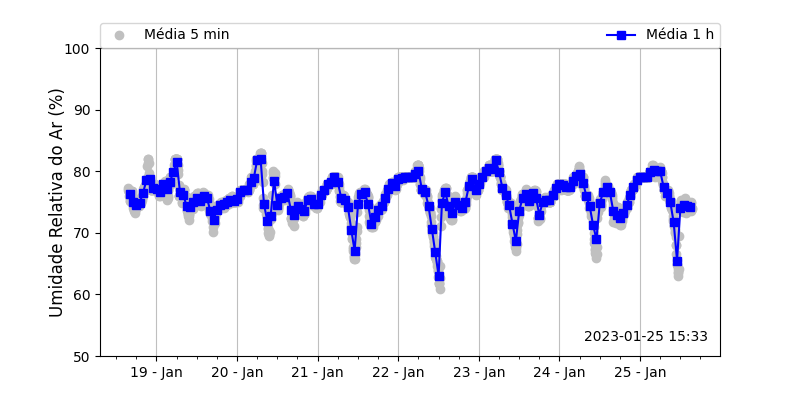 Média 5 min
Média 1 h
Umidade Relativa do Ar (%)
100
90
80
70
60
50
2023-01-25 15:33
19 - Jan
20 - Jan
21 - Jan
22 - Jan
23 - Jan
24 - Jan
25 - Jan